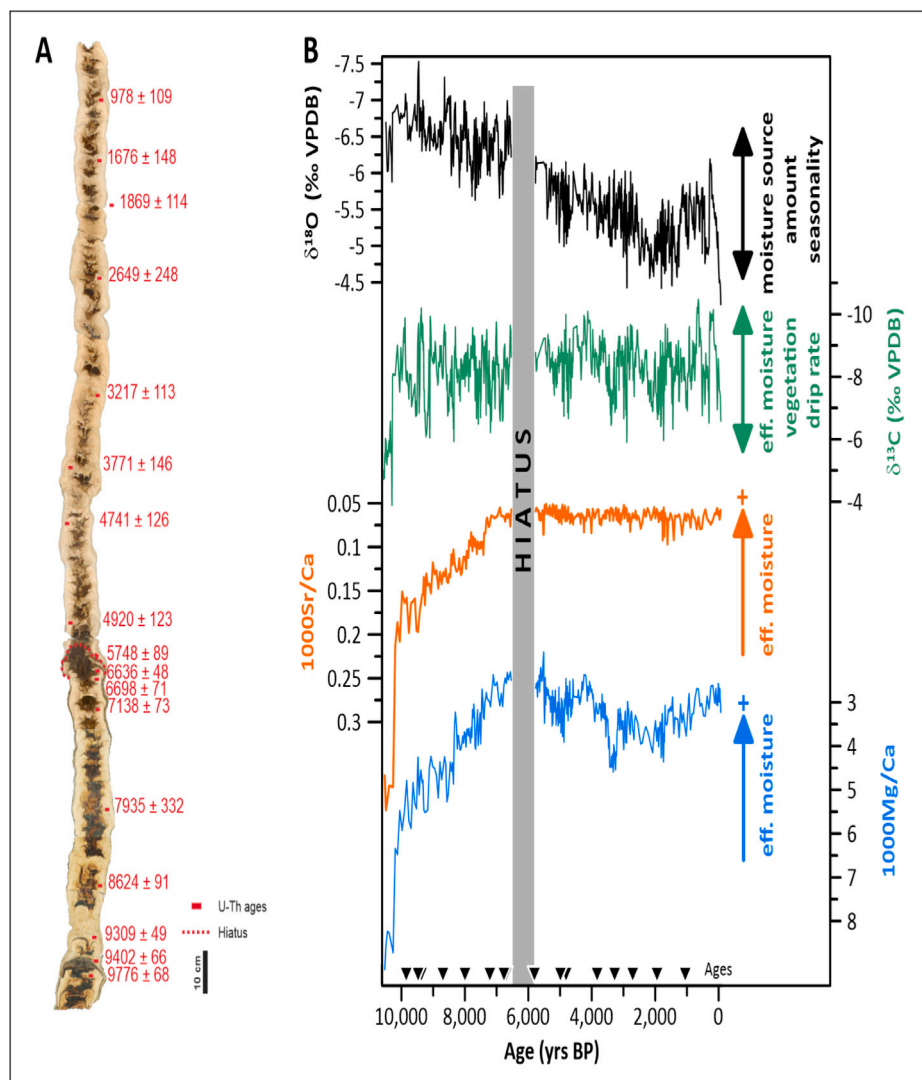 A
978 ± 109
1676 ± 148
1869 ± 114
2649 ± 248
3217 ± 113
3771 ± 146
4741 ± 126
4920 ± 123
5748 ± 89
6636 ± 48
6698 ± 71
7138 ± 73
7935 ± 332
8624 ± 91
9309 ± 49
9402 ± 66
9776 ± 68
U-Th ages
Hiatus
10 cm
B
δ¹⁸O (‰ VPDB)
-7.5
-7
-6.5
-6
-5.5
-5
-4.5
moisture source
amount
seasonality
-10
-8
-6
-4
δ¹³C (‰ VPDB)
eff. moisture
vegetation
drip rate
HIATUS
1000Sr/Ca
0.05
0.1
0.15
0.2
0.25
0.3
+
eff. moisture
+
eff. moisture
3
4
5
6
7
8
1000Mg/Ca
Ages
10,000
8,000
6,000
4,000
2,000
0
Age (yrs BP)